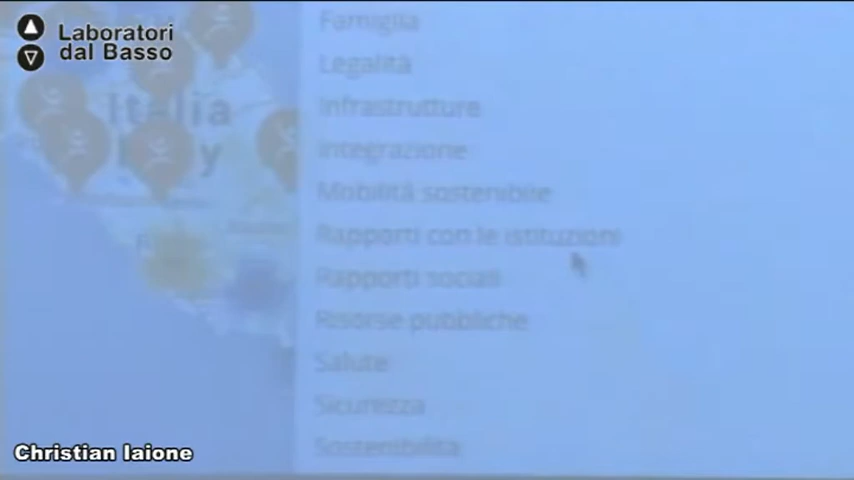 Laboratori
dal Basso
Famiglia
Legalità
Infrastrutture
Integrazione
Mobilità sostenibile
Rapporti con le istituzioni
Rapporti sociali
Risorse pubbliche
Salute
Sicurezza
Sostenibilità
Italia
Christian Iaione